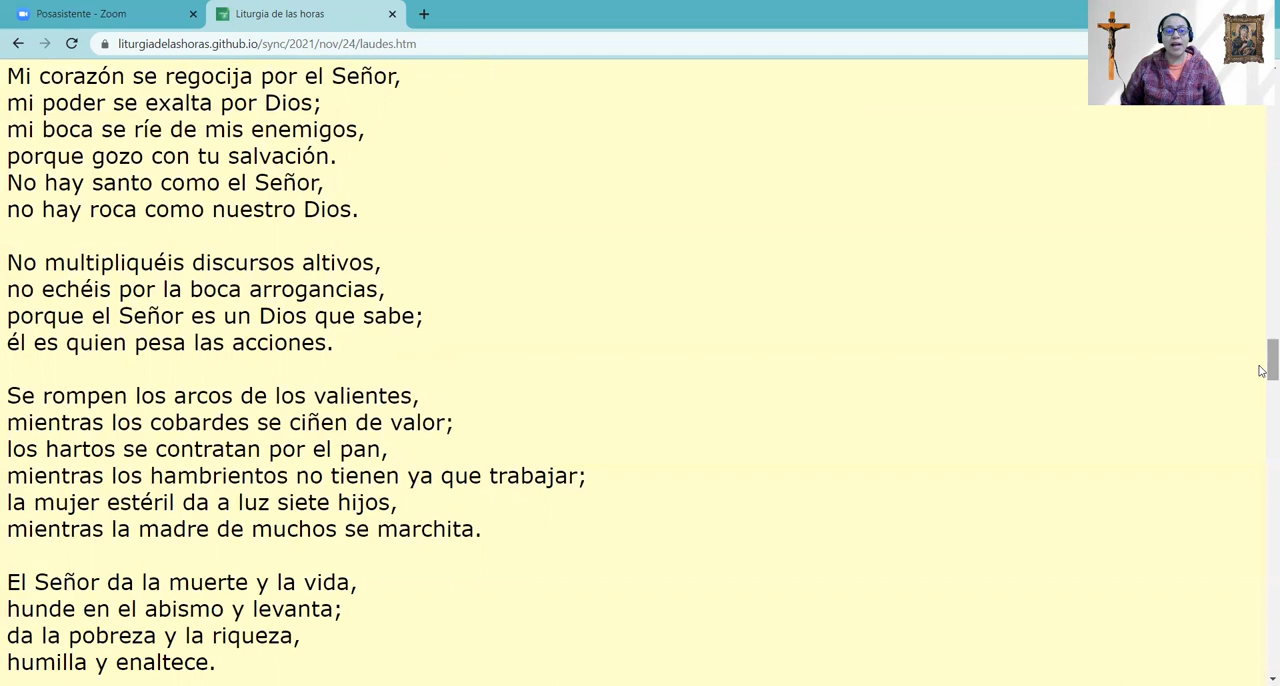 Posasistente - Zoom
Liturgia de las horas
liturgiadelashoras.github.io/sync/2021/nov/24/laudes.htm
Mi corazón se regocija por el Señor,
mi poder se exalta por Dios;
mi boca se ríe de mis enemigos,
porque gozo con tu salvación.
No hay santo como el Señor,
no hay roca como nuestro Dios.
No multipliquéis discursos altivos,
no echéis por la boca arrogancias,
porque el Señor es un Dios que sabe;
él es quien pesa las acciones.
Se rompen los arcos de los valientes,
mientras los cobardes se ciñen de valor;
los hartos se contratan por el pan,
mientras los hambrientos no tienen ya que trabajar;
la mujer estéril da a luz siete hijos,
mientras la madre de muchos se marchita.
El Señor da la muerte y la vida,
hunde en el abismo y levanta;
da la pobreza y la riqueza,
humilla y enaltece.